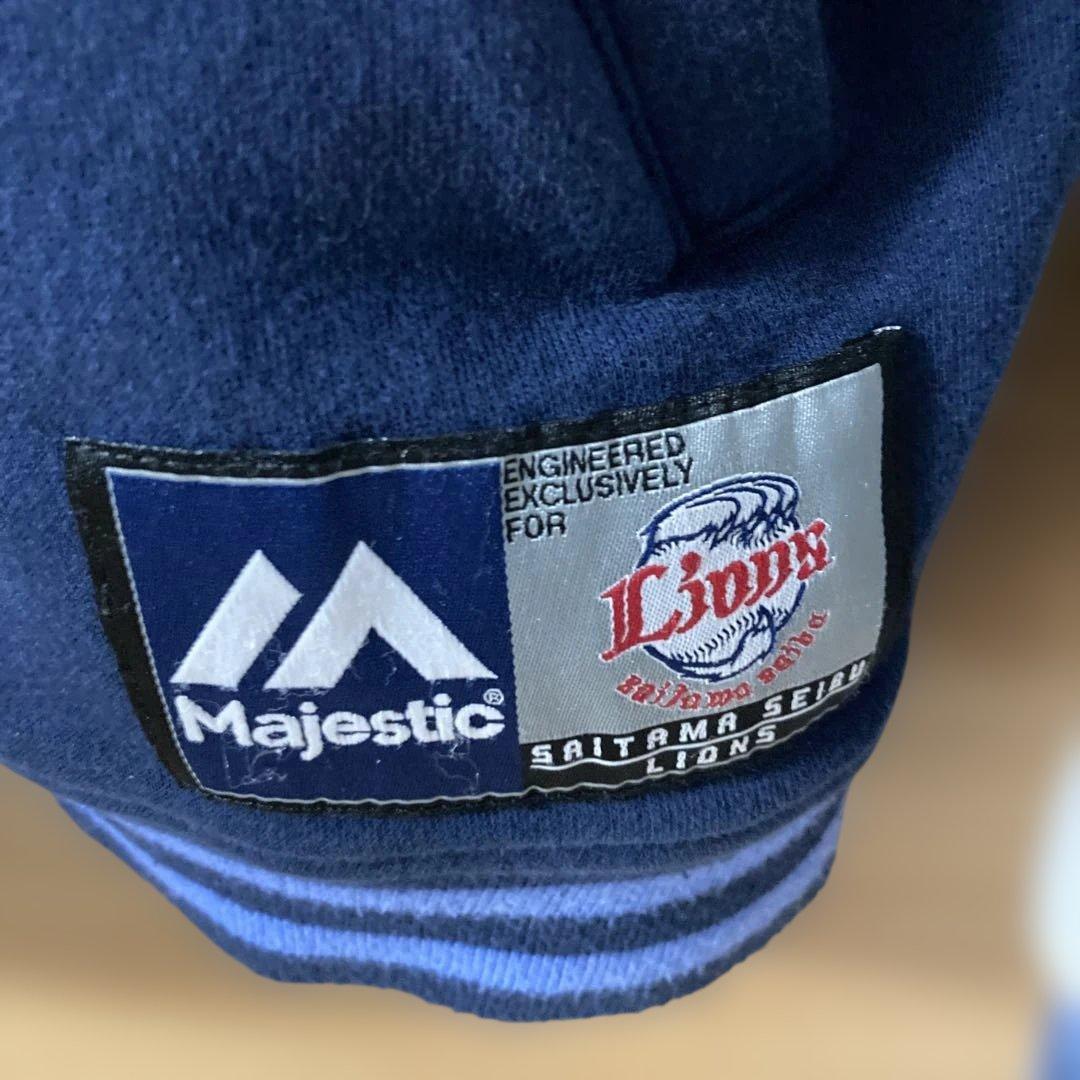 Majestic®
ENGINEERED
EXCLUSIVELY
FOR
Lions
saitama seibu
SAITAMA SEIBU
LIONS